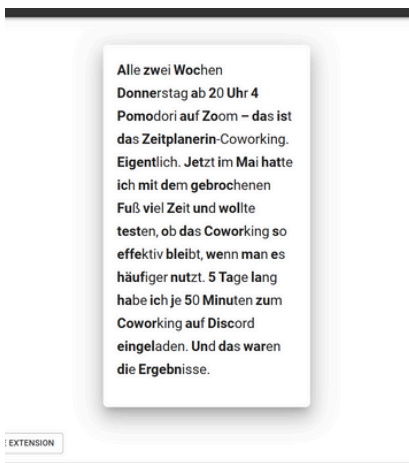 Alle zwei Wochen
Donnerstag ab 20 Uhr 4
Pomodori auf Zoom – das ist
das Zeitplanerin-Coworking.
Eigentlich. Jetzt im Mai hatte
ich mit dem gebrochenen
Fuß viel Zeit und wollte
testen, ob das Coworking so
effektiv bleibt, wenn man es
häufiger nutzt. 5 Tage lang
habe ich je 50 Minuten zum
Coworking auf Discord
eingeladen. Und das waren
die Ergebnisse.
EXTENSION